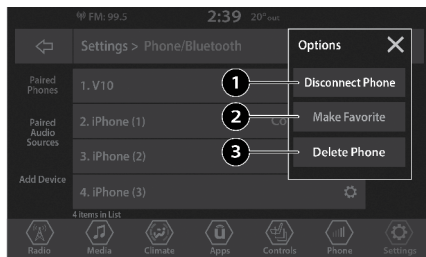 FM: 99.5 2:39 20° out
Settings > Phone/Bluetooth
Options
Paired
Phones
1. V10
1 Disconnect Phone
Paired
Audio
Sources
2. iPhone (1) Co
2 Make Favorite
3. iPhone (2)
3 Delete Phone
Add Device
4. iPhone (3)
4 items in List
Radio Media Climate Apps Controls Phone Settings